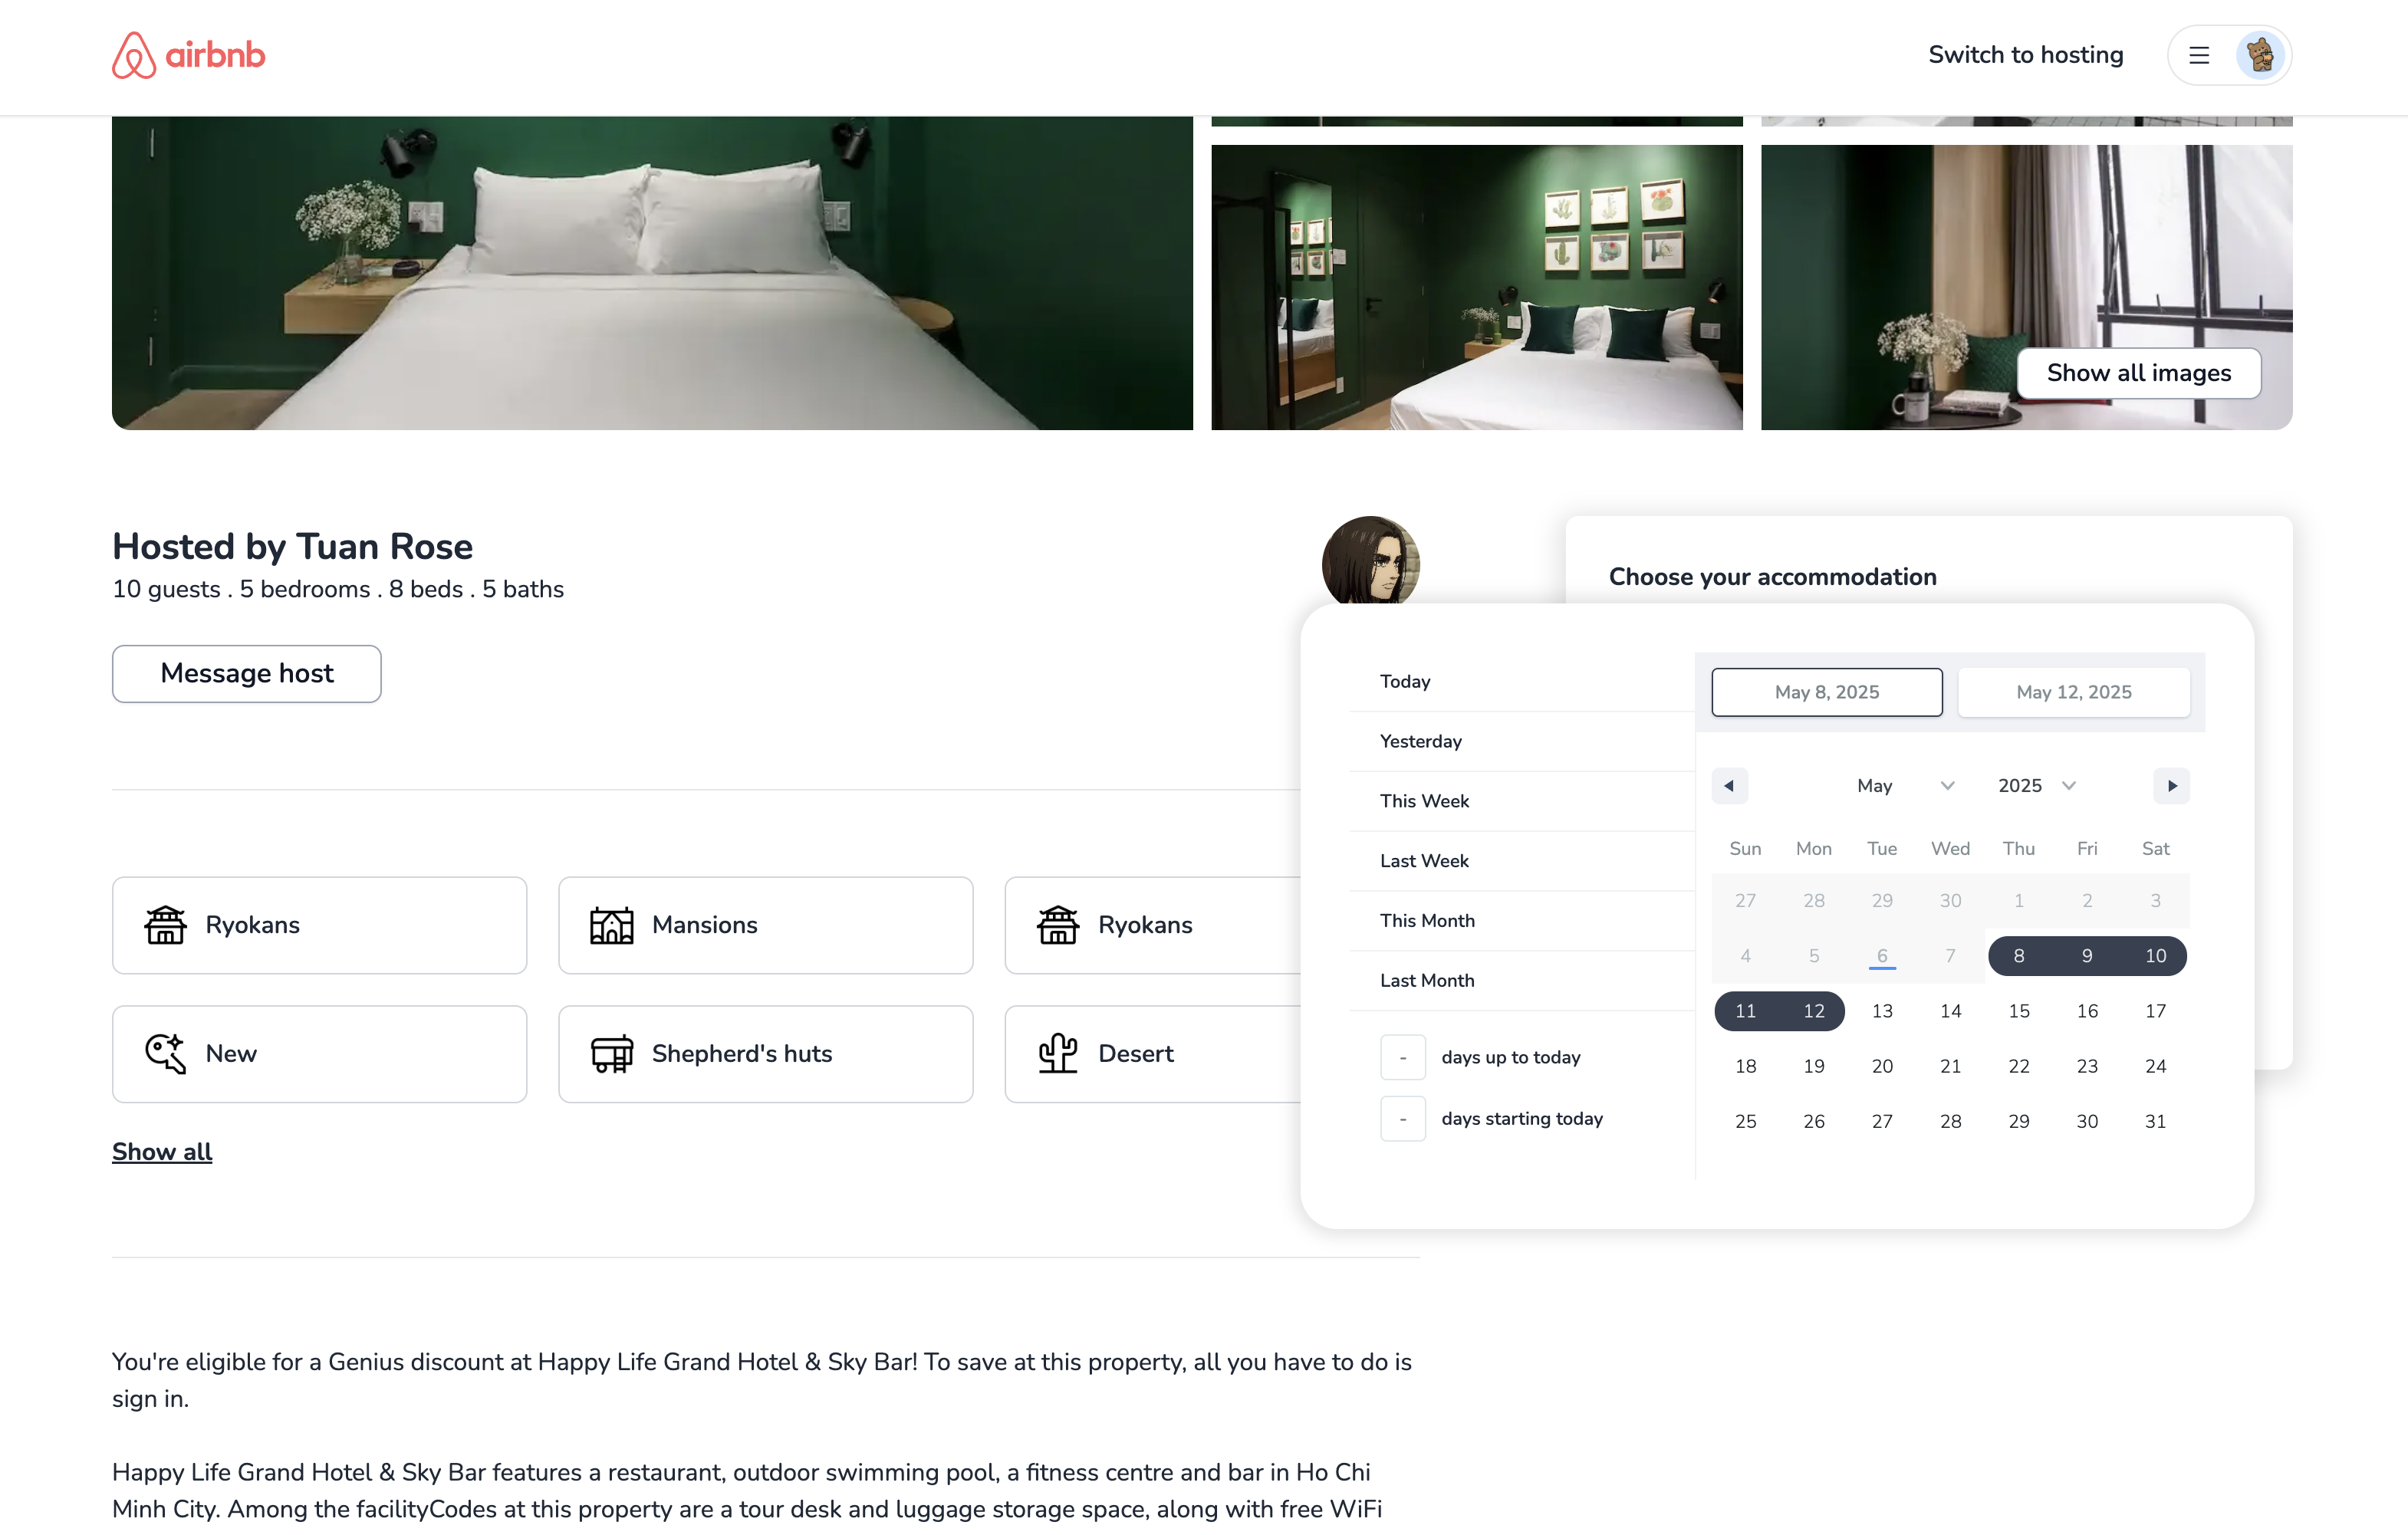 airbnb
Switch to hosting
Show all images
Hosted by Tuan Rose
10 guests . 5 bedrooms . 8 beds . 5 baths
Message host
Ryokans
Mansions
Ryokans
New
Shepherd's huts
Desert
Show all
You're eligible for a Genius discount at Happy Life Grand Hotel & Sky Bar! To save at this property, all you have to do is
sign in.
Happy Life Grand Hotel & Sky Bar features a restaurant, outdoor swimming pool, a fitness centre and bar in Ho Chi
Minh City. Among the facilityCodes at this property are a tour desk and luggage storage space, along with free WiFi
Choose your accommodation
Today
Yesterday
This Week
Last Week
This Month
Last Month
- days up to today
- days starting today
May 8, 2025 May 12, 2025
May 2025
Sun Mon Tue Wed Thu Fri Sat
27 28 29 30 1 2 3
4 5 6 7 8 9 10
11 12 13 14 15 16 17
18 19 20 21 22 23 24
25 26 27 28 29 30 31